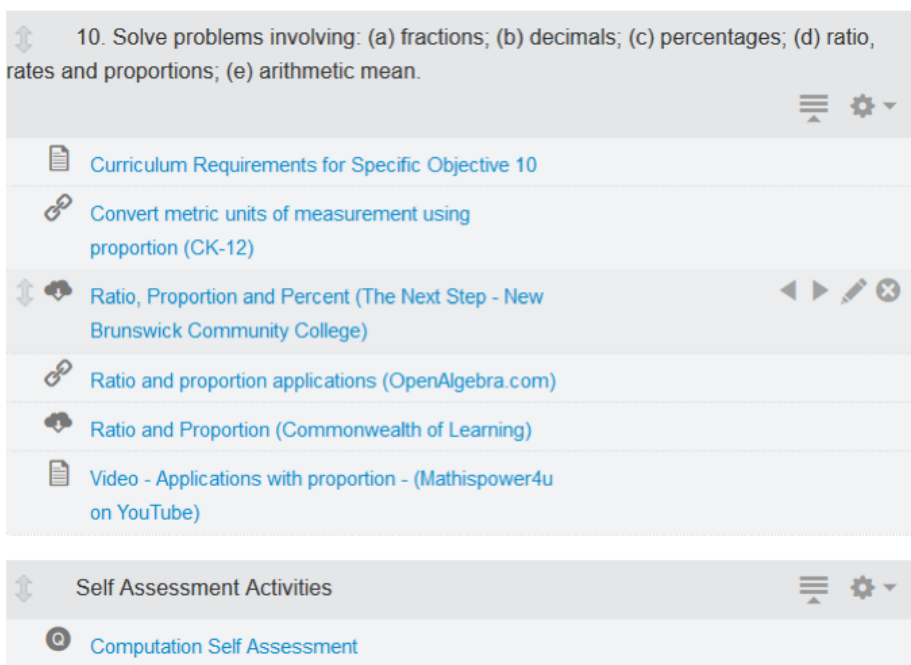 10. Solve problems involving: (a) fractions; (b) decimals; (c) percentages; (d) ratio,
rates and proportions; (e) arithmetic mean.
Curriculum Requirements for Specific Objective 10
Convert metric units of measurement using
proportion (CK-12)
Ratio, Proportion and Percent (The Next Step - New
Brunswick Community College)
Ratio and proportion applications (OpenAlgebra.com)
Ratio and Proportion (Commonwealth of Learning)
Video - Applications with proportion - (Mathispower4u
on YouTube)
Self Assessment Activities
Q Computation Self Assessment